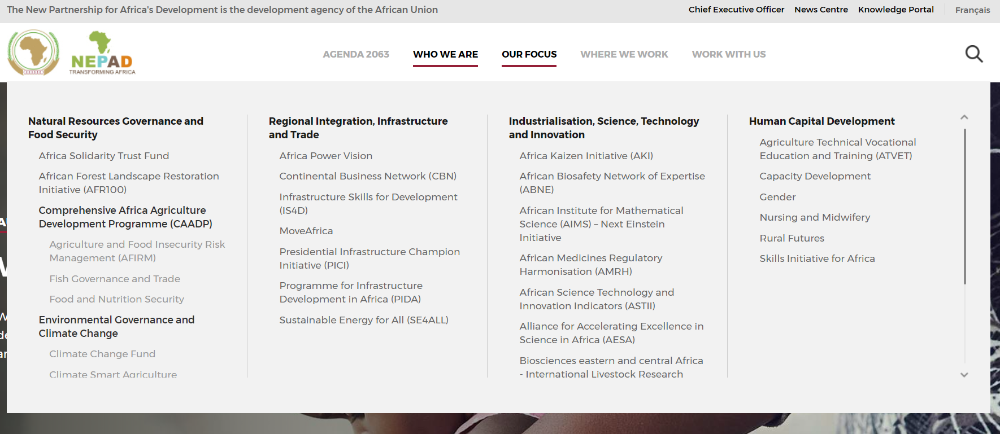 The New Partnership for Africa's Development is the development agency of the African Union
Chief Executive Officer
News Centre
Knowledge Portal
Français
NEPAD
TRANSFORMING AFRICA
AGENDA 2063
WHO WE ARE
OUR FOCUS
WHERE WE WORK
WORK WITH US
Natural Resources Governance and
Food Security
Africa Solidarity Trust Fund
African Forest Landscape Restoration
Initiative (AFR100)
Comprehensive Africa Agriculture
Development Programme (CAADP)
Agriculture and Food Insecurity Risk
Management (AFIRM)
Fish Governance and Trade
Food and Nutrition Security
Environmental Governance and
Climate Change
Climate Change Fund
Climate Smart Agriculture
Regional Integration, Infrastructure
and Trade
Africa Power Vision
Continental Business Network (CBN)
Infrastructure Skills for Development
(IS4D)
MoveAfrica
Presidential Infrastructure Champion
Initiative (PICI)
Programme for Infrastructure
Development in Africa (PIDA)
Sustainable Energy for All (SE4ALL)
Industrialisation, Science, Technology
and Innovation
Africa Kaizen Initiative (AKI)
African Biosafety Network of Expertise
(ABNE)
African Institute for Mathematical
Science (AIMS) – Next Einstein
Initiative
African Medicines Regulatory
Harmonisation (AMRH)
African Science Technology and
Innovation Indicators (ASTII)
Alliance for Accelerating Excellence in
Science in Africa (AESA)
Biosciences eastern and central Africa
- International Livestock Research
Human Capital Development
Agriculture Technical Vocational
Education and Training (ATVET)
Capacity Development
Gender
Nursing and Midwifery
Rural Futures
Skills Initiative for Africa